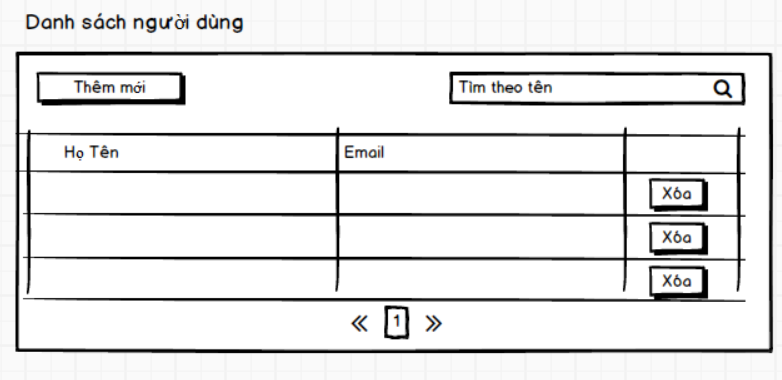 Danh sách người dùng
Thêm mới
Tìm theo tên
Họ Tên Email
Xóa
Xóa
Xóa
1